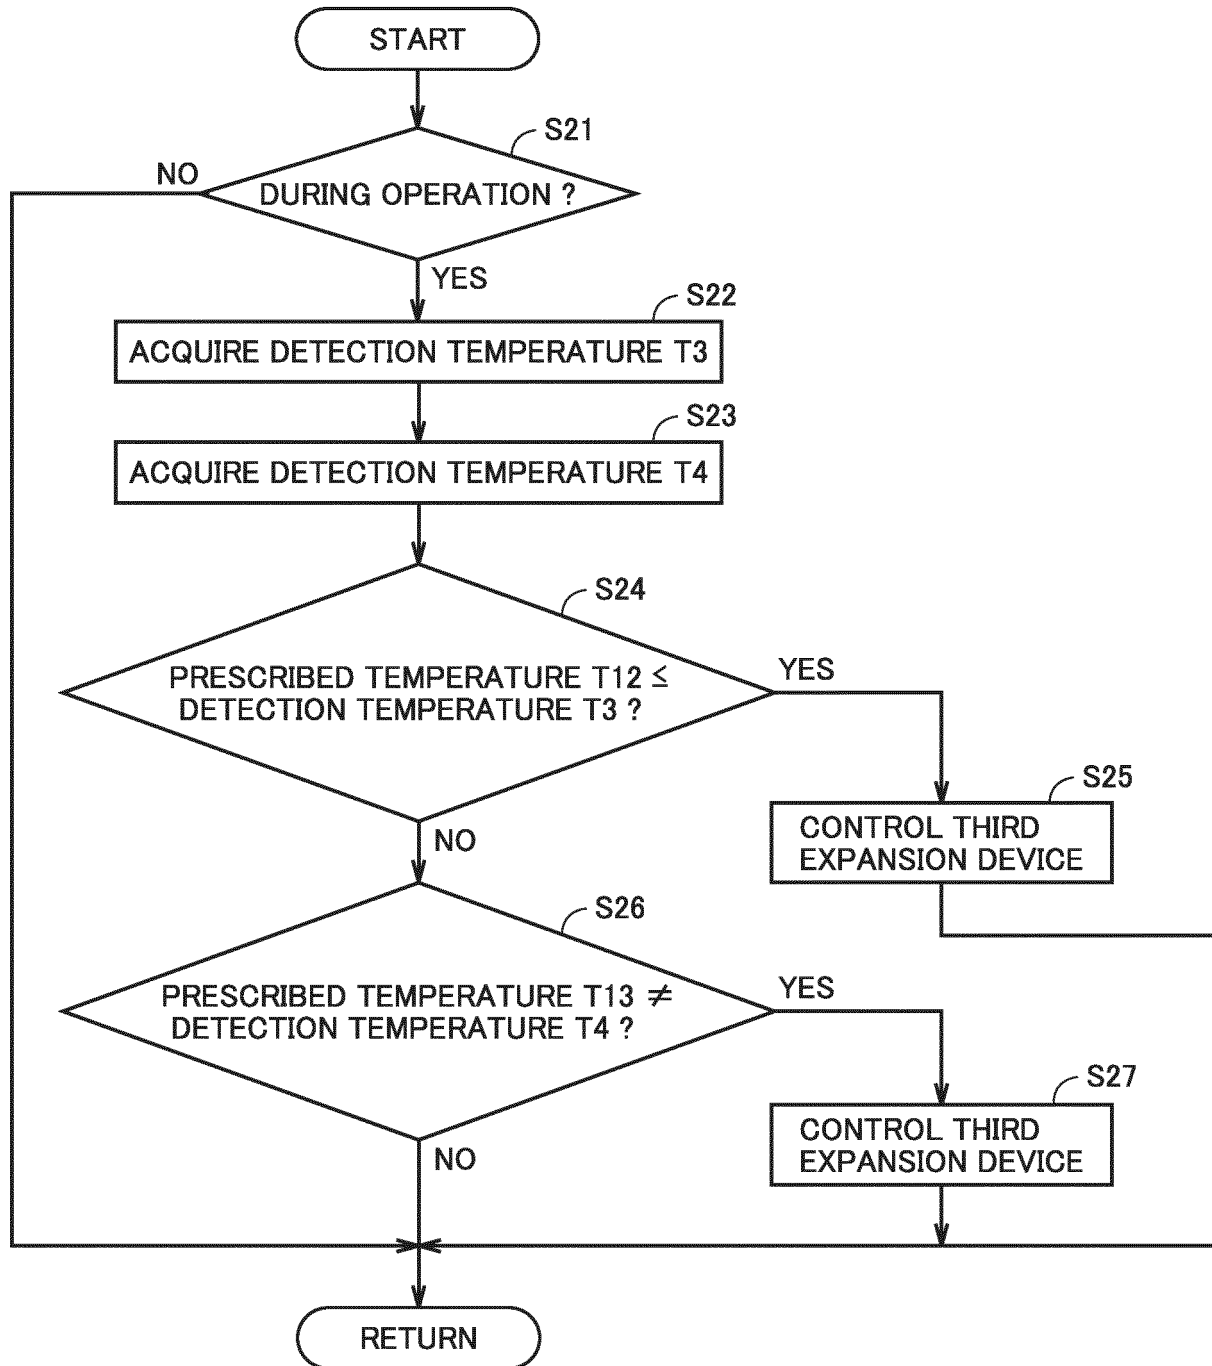 START
S21
NO
DURING OPERATION ?
YES
S22
ACQUIRE DETECTION TEMPERATURE T3
S23
ACQUIRE DETECTION TEMPERATURE T4
S24
PRESCRIBED TEMPERATURE T12 ≤
DETECTION TEMPERATURE T3 ?
YES
S25
CONTROL THIRD
EXPANSION DEVICE
NO
S26
PRESCRIBED TEMPERATURE T13 ≠
DETECTION TEMPERATURE T4 ?
YES
S27
CONTROL THIRD
EXPANSION DEVICE
NO
RETURN